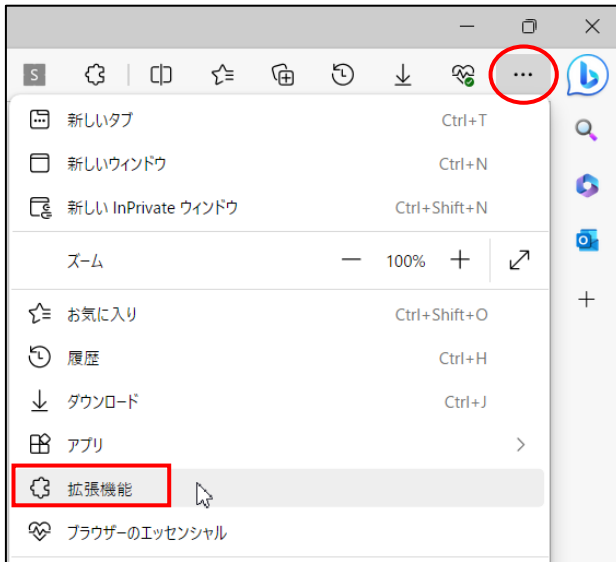 S
新しいタブ Ctrl+T
新しいウィンドウ Ctrl+N
新しい InPrivate ウィンドウ Ctrl+Shift+N
ズーム — 100% +
お気に入り Ctrl+Shift+O
履歴 Ctrl+H
ダウンロード Ctrl+J
アプリ
拡張機能
ブラウザーのエッセンシャル